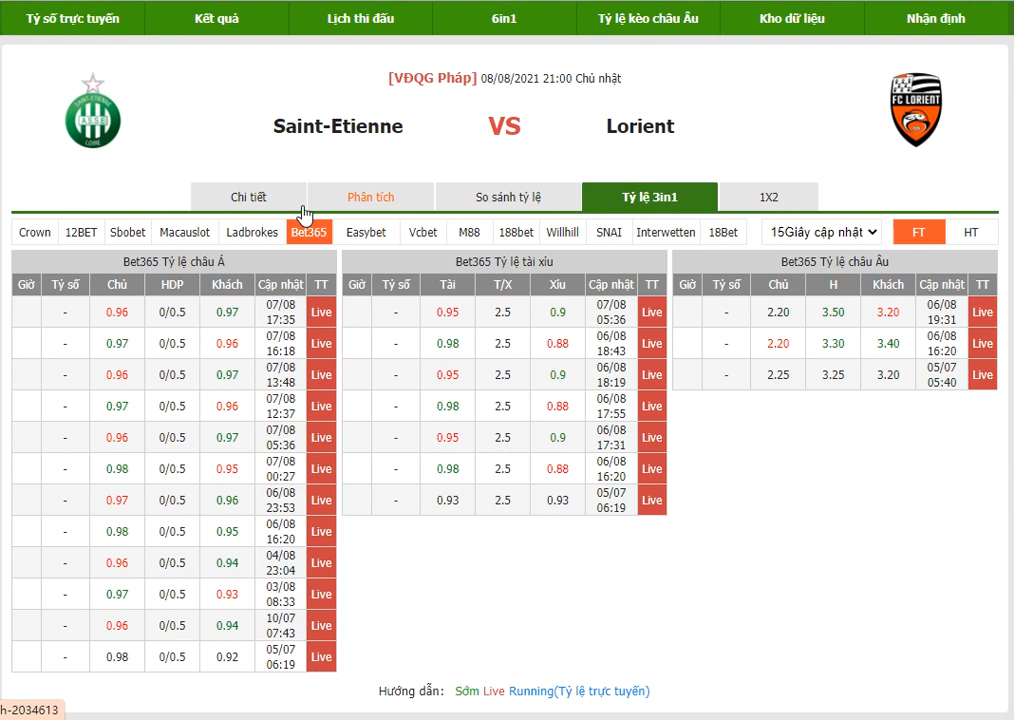 Tỷ số trực tuyến Kết quả Lịch thi đấu 6in1 Tỷ lệ kèo châu Âu Kho dữ liệu Nhận định
[VĐQG Pháp] 08/08/2021 21:00 Chủ nhật
Saint-Etienne VS Lorient
FC LORIENT
Chi tiết Phân tích So sánh tỷ lệ Tỷ lệ 3in1 1X2
Crown 12BET Sbobet Macauslot Ladbrokes Bet365 Easybet Vcbet M88 188bet Willhill SNAI Interwetten 18Bet 15Giây cập nhật FT HT
Bet365 Tỷ lệ châu Á
Giờ Tỷ số Chủ HDP Khách Cập nhật TT
- 0.96 0/0.5 0.97 07/08 17:35 Live
- 0.97 0/0.5 0.96 07/08 16:18 Live
- 0.96 0/0.5 0.97 07/08 13:48 Live
- 0.97 0/0.5 0.96 07/08 12:37 Live
- 0.96 0/0.5 0.97 07/08 05:36 Live
- 0.98 0/0.5 0.95 07/08 00:27 Live
- 0.97 0/0.5 0.96 06/08 23:53 Live
- 0.98 0/0.5 0.95 06/08 16:20 Live
- 0.96 0/0.5 0.94 04/08 23:04 Live
- 0.97 0/0.5 0.93 03/08 08:33 Live
- 0.96 0/0.5 0.94 10/07 07:43 Live
- 0.98 0/0.5 0.92 05/07 06:19 Live
Bet365 Tỷ lệ tài xỉu
Giờ Tỷ số Tài T/X Xỉu Cập nhật TT
- 0.95 2.5 0.9 07/08 05:36 Live
- 0.98 2.5 0.88 06/08 18:43 Live
- 0.95 2.5 0.9 06/08 18:19 Live
- 0.98 2.5 0.88 06/08 17:55 Live
- 0.95 2.5 0.9 06/08 17:31 Live
- 0.98 2.5 0.88 06/08 16:20 Live
- 0.93 2.5 0.93 05/07 06:19 Live
Bet365 Tỷ lệ châu Âu
Giờ Tỷ số Chủ H Khách Cập nhật TT
- 2.20 3.50 3.20 06/08 19:31 Live
- 2.20 3.30 3.40 06/08 16:20 Live
- 2.25 3.25 3.20 05/07 05:40 Live
Hướng dẫn: Sớm Live Running(Tỷ lệ trực tuyến)
h-2034613